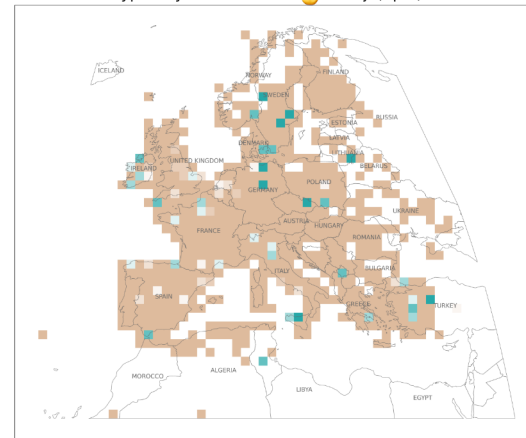 ICELAND
NORWAY
FINLAND
SWEDEN
RUSSIA
ESTONIA
LATVIA
DENMARK
LITHUANIA
UNITED KINGDOM
BELARUS
IRELAND
POLAND
GERMANY
UKRAINE
AUSTRIA
HUNGARY
FRANCE
ROMANIA
BULGARIA
ITALY
SPAIN
GREECE
TURKEY
ALGERIA
MOROCCO
LIBYA
EGYPT